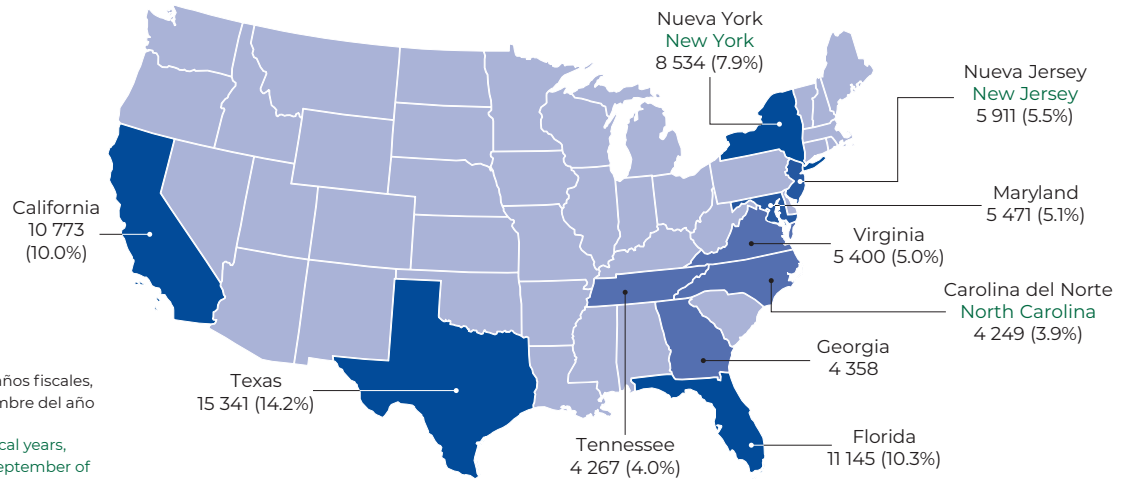 Nueva York
New York
8 534 (7.9%)
Nueva Jersey
New Jersey
5 911 (5.5%)
Maryland
5 471 (5.1%)
California
10 773
(10.0%)
Virginia
5 400 (5.0%)
Carolina del Norte
North Carolina
4 249 (3.9%)
Georgia
4 358
Texas
15 341 (14.2%)
Tennessee
4 267 (4.0%)
Florida
11 145 (10.3%)
años fiscales,
mbre del año
cal years,
eptember of